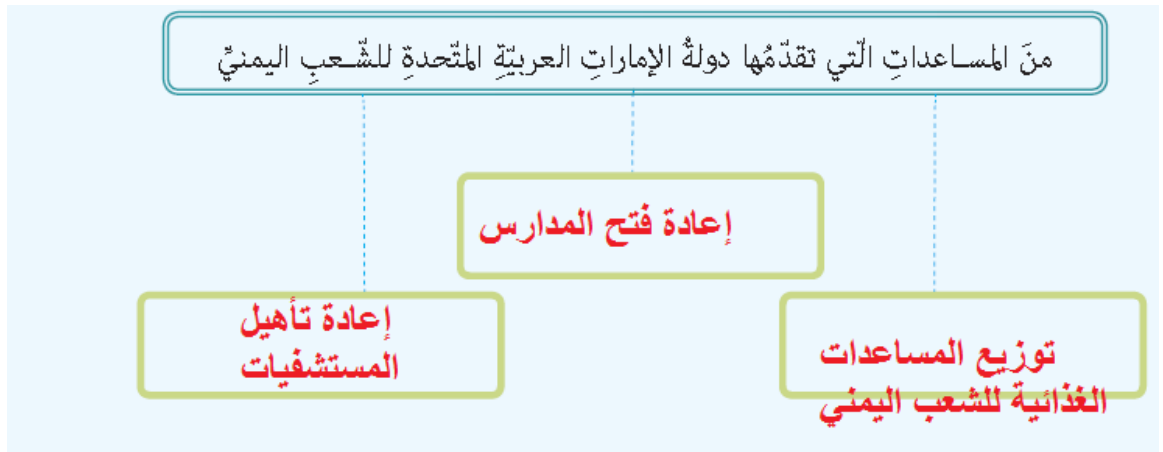 منَ المساعداتِ الّتي تقدّمُها دولةُ الإماراتِ العربيّةِ المتّحدةِ للشّعبِ اليمنيِّ
إعادة فتح المدارس
توزيع المساعدات
الغذائية للشعب اليمني
إعادة تأهيل
المستشفيات